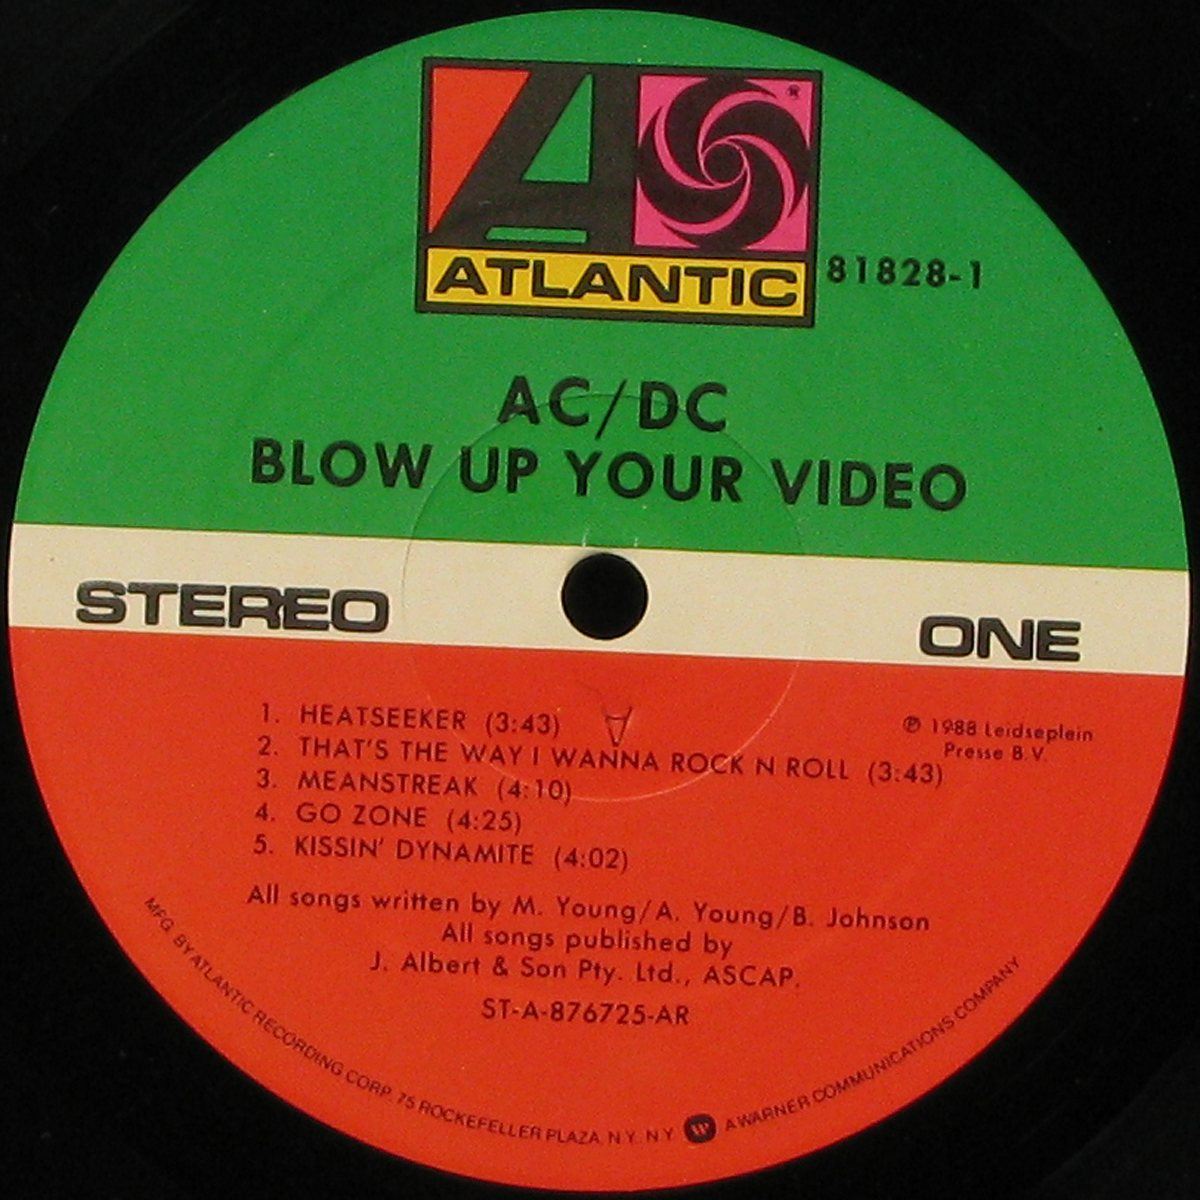 ATLANTIC
®
81828-1
AC/DC
BLOW UP YOUR VIDEO
STEREO
ONE
1. HEATSEEKER (3:43)
2. THAT'S THE WAY I WANNA ROCK N ROLL (3:43)
3. MEANSTREAK (4:10)
4. GO ZONE (4:25)
5. KISSIN' DYNAMITE (4:02)
℗ 1988 Leidseplein
Presse B.V.
All songs written by M. Young/A. Young/B. Johnson
All songs published by
J. Albert & Son Pty. Ltd., ASCAP.
ST-A-876725-AR
MFG. BY ATLANTIC RECORDING CORP. 75 ROCKEFELLER PLAZA N.Y. N.Y. A WARNER COMMUNICATIONS COMPANY